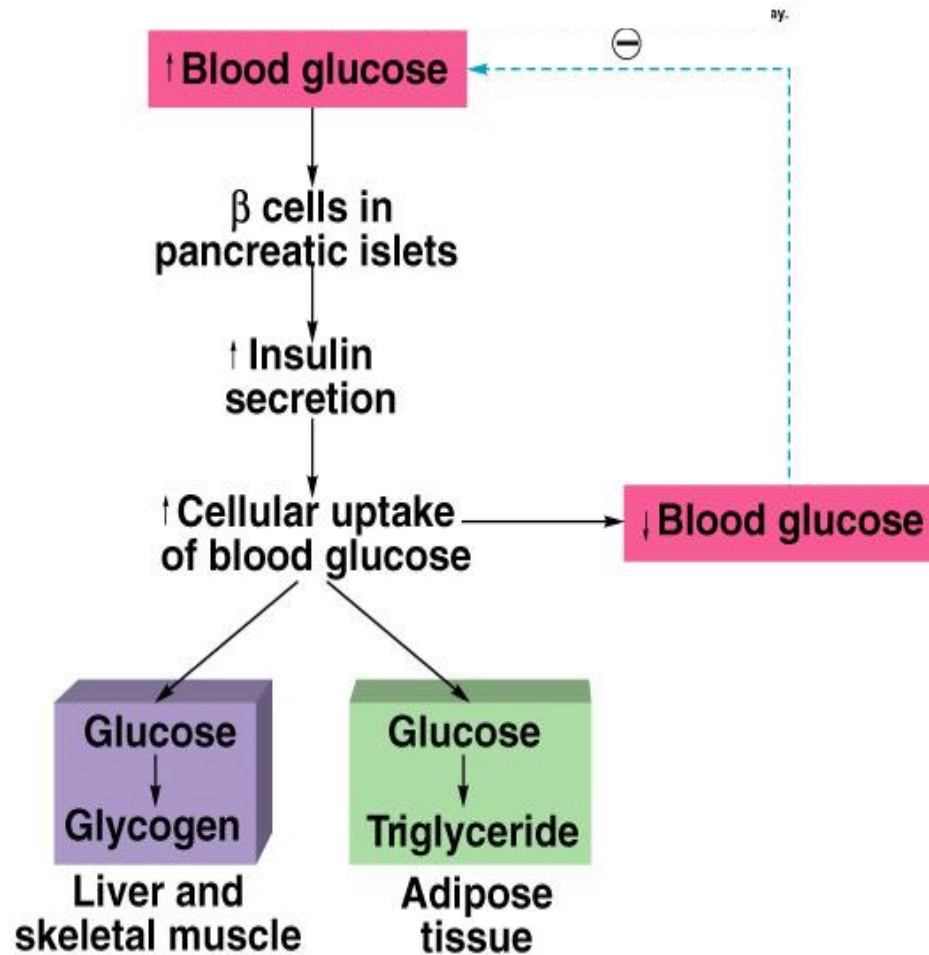 ay.
⊖
↑ Blood glucose
β cells in
pancreatic islets
↑ Insulin
secretion
↑ Cellular uptake
of blood glucose
↓ Blood glucose
Glucose
Glycogen
Liver and
skeletal muscle
Glucose
Triglyceride
Adipose
tissue